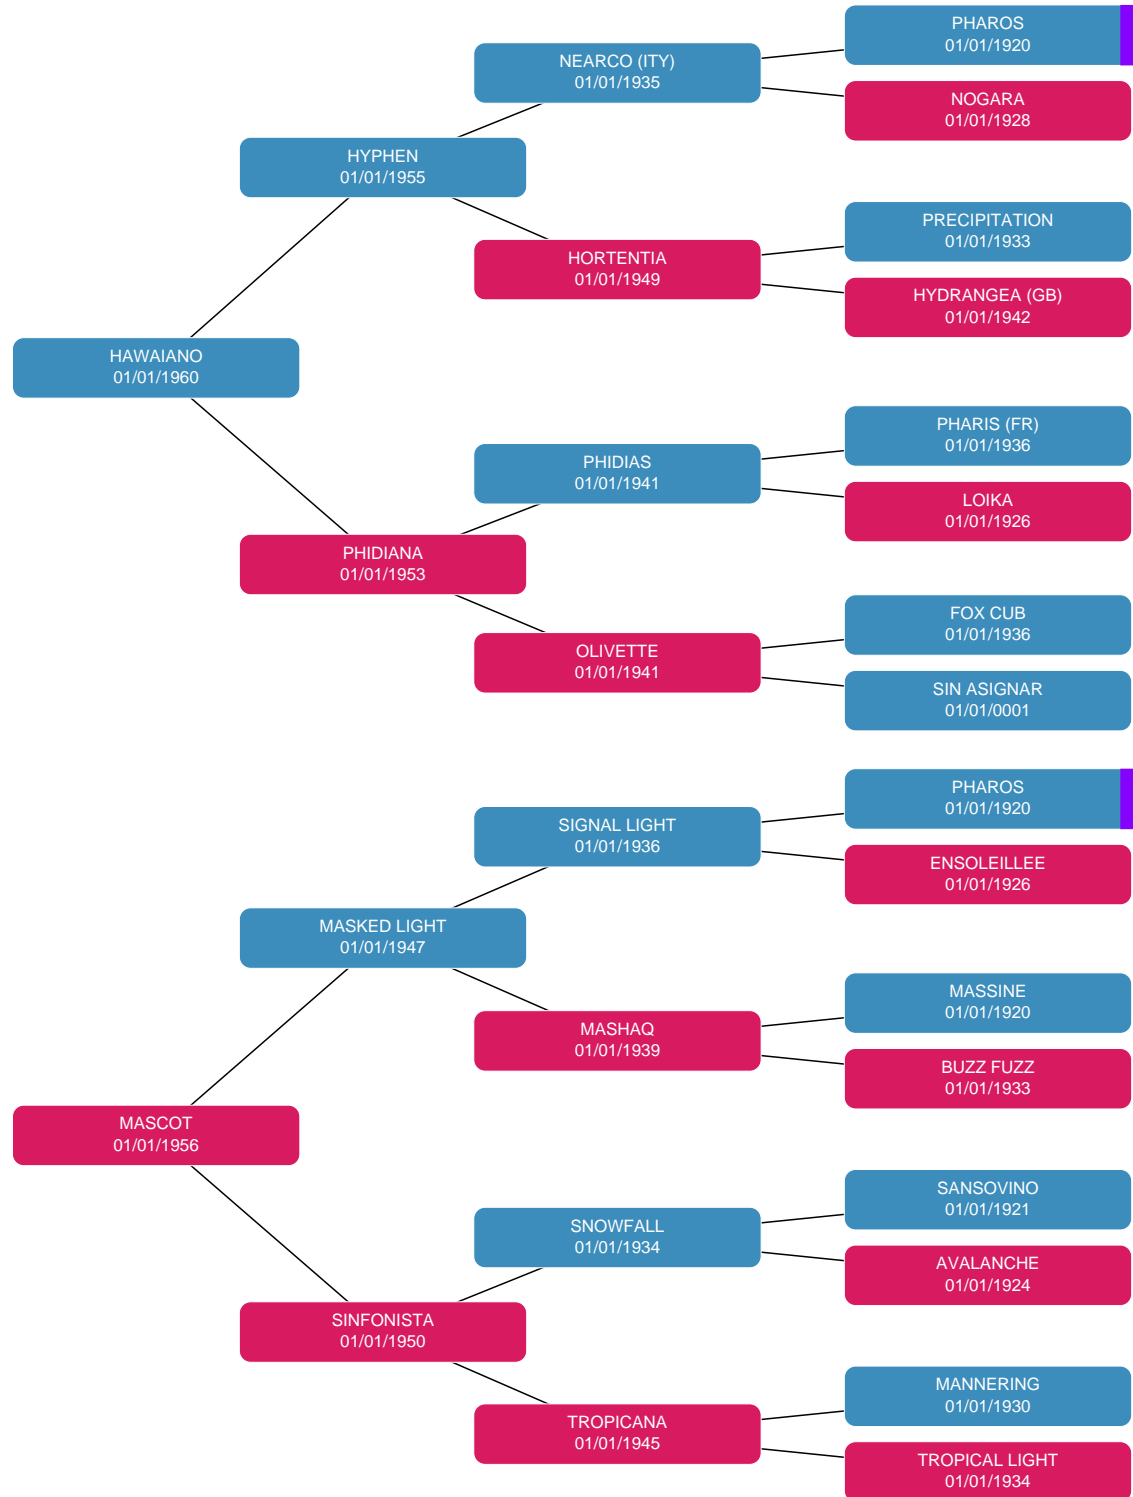 PHAROS
01/01/1920
NEARCO (ITY)
01/01/1935
NOGARA
01/01/1928
HYPHEN
01/01/1955
PRECIPITATION
01/01/1933
HORTENTIA
01/01/1949
HYDRANGEA (GB)
01/01/1942
HAWAIANO
01/01/1960
PHARIS (FR)
01/01/1936
PHIDIAS
01/01/1941
LOIKA
01/01/1926
PHIDIANA
01/01/1953
FOX CUB
01/01/1936
OLIVETTE
01/01/1941
SIN ASIGNAR
01/01/0001
PHAROS
01/01/1920
SIGNAL LIGHT
01/01/1936
ENSOLEILLEE
01/01/1926
MASKED LIGHT
01/01/1947
MASSINE
01/01/1920
MASHAQ
01/01/1939
BUZZ FUZZ
01/01/1933
MASCOT
01/01/1956
SANSOVINO
01/01/1921
SNOWFALL
01/01/1934
AVALANCHE
01/01/1924
SINFONISTA
01/01/1950
MANNERING
01/01/1930
TROPICANA
01/01/1945
TROPICAL LIGHT
01/01/1934